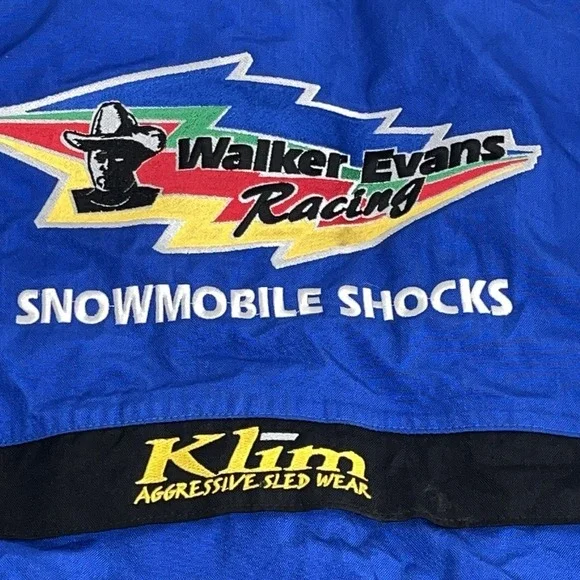 Walker Evans
Racing
SNOWMOBILE SHOCKS
Klim
AGGRESSIVE SLED WEAR